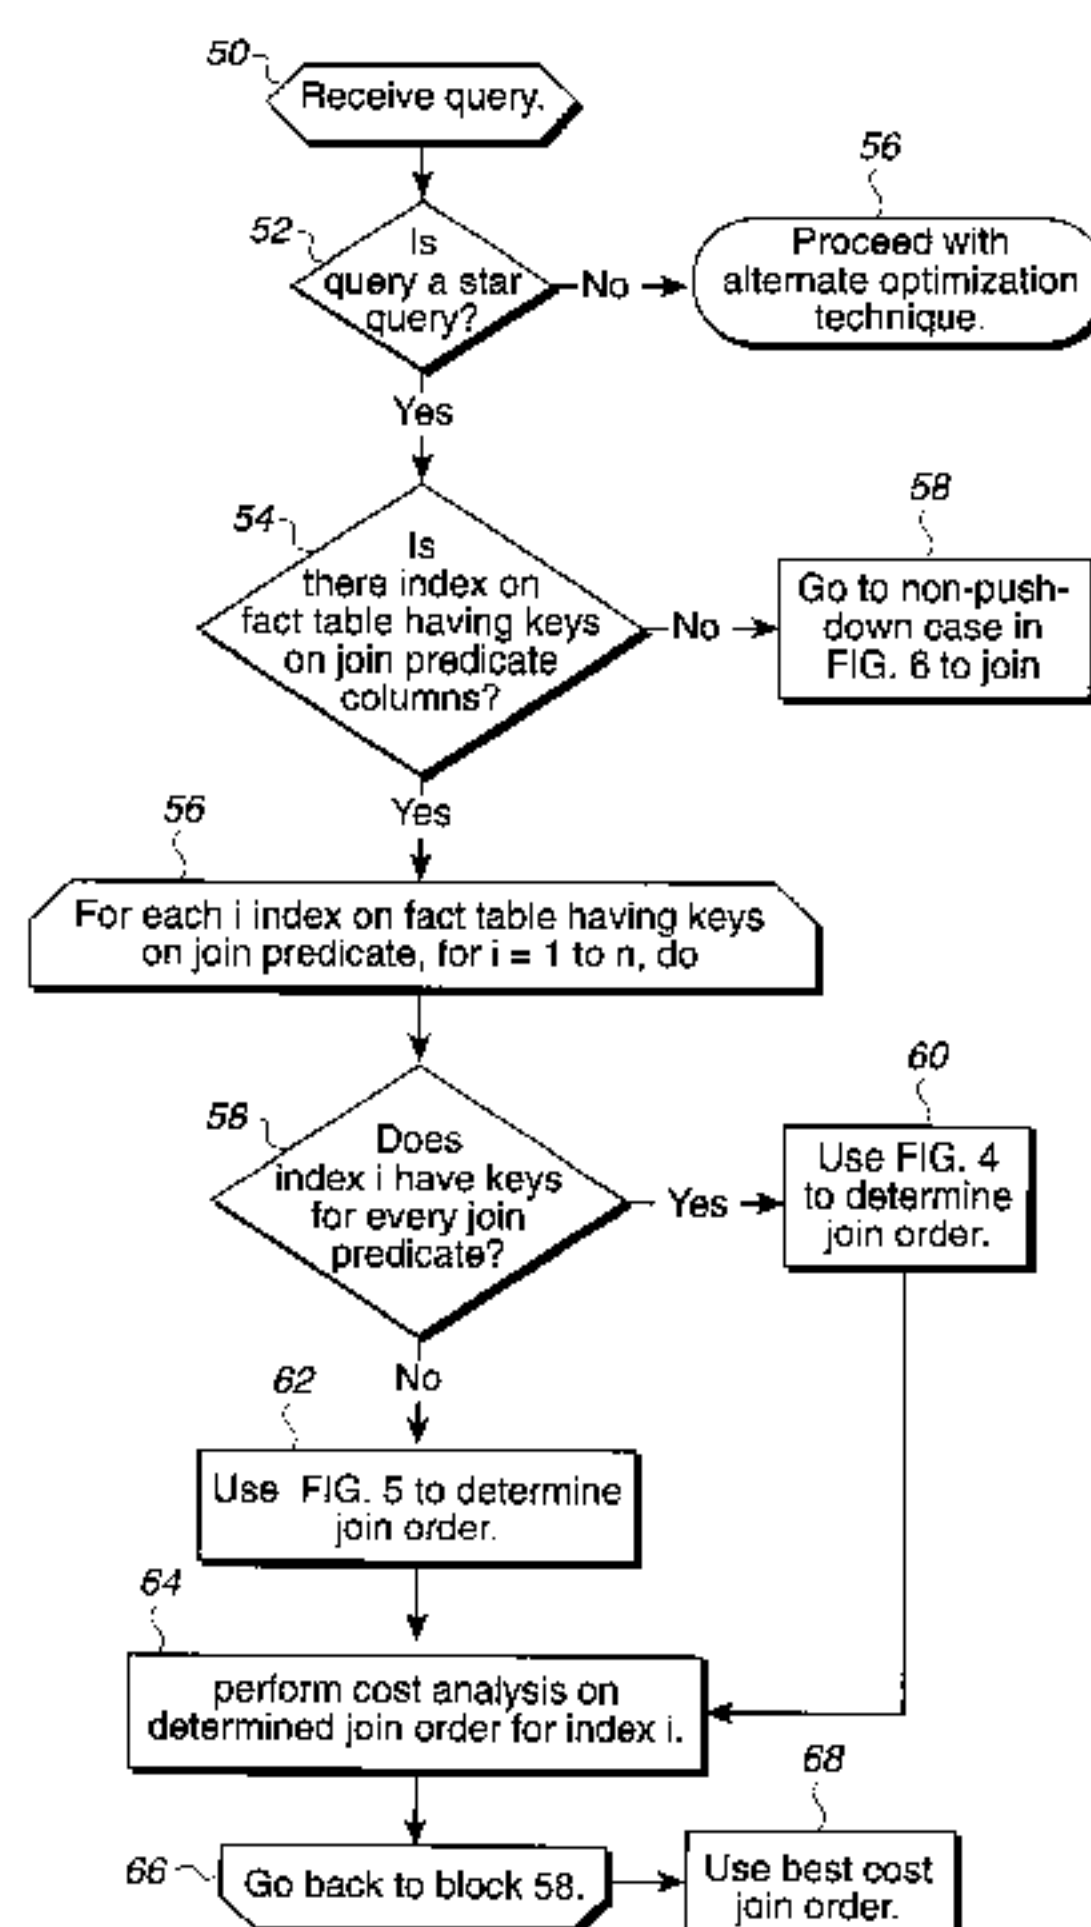 50
Receive query.
52
Is
query a star
query?
No
56
Proceed with
alternate optimization
technique.
Yes
54
Is
there index on
fact table having keys
on join predicate
columns?
No
58
Go to non-push-
down case in
FIG. 6 to join
Yes
56
For each i index on fact table having keys
on join predicate, for i = 1 to n, do
58
Does
index i have keys
for every join
predicate?
Yes
60
Use FIG. 4
to determine
join order.
No
62
Use FIG. 5 to determine
join order.
64
perform cost analysis on
determined join order for index i.
66
Go back to block 58.
68
Use best cost
join order.